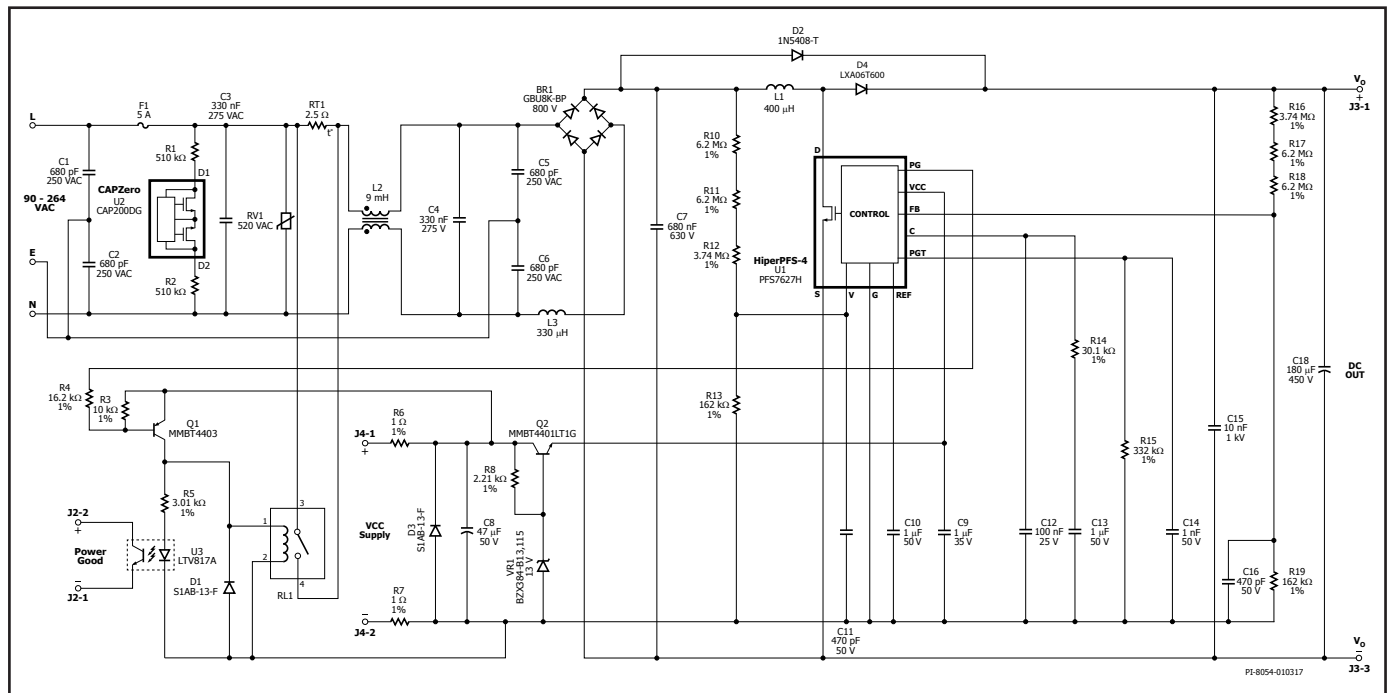 D2
1N5408-T
D4
LXA06T600
BR1
GBU8K-BP
800 V
L1
400 µH
VO
+
J3-1
L
F1
5 A
C3
330 nF
275 VAC
RT1
2.5 Ω
t°
R1
510 kΩ
C1
680 pF
250 VAC
90 - 264
VAC
CAPZero
U2
CAP200DG
D1
D2
RV1
520 VAC
L2
9 mH
C4
330 nF
275 V
C5
680 pF
250 VAC
C2
680 pF
250 VAC
C6
680 pF
250 VAC
E
R2
510 kΩ
N
L3
330 µH
R10
6.2 MΩ
1%
R11
6.2 MΩ
1%
R12
3.74 MΩ
1%
C7
680 nF
630 V
D
CONTROL
PG
VCC
FB
C
PGT
HiperPFS-4
U1
PFS7627H
S
V
G
REF
R16
3.74 MΩ
1%
R17
6.2 MΩ
1%
R18
6.2 MΩ
1%
R14
30.1 kΩ
1%
C18
180 µF
450 V
DC
OUT
R4
16.2 kΩ
1%
R3
10 kΩ
1%
Q1
MMBT4403
R6
1 Ω
1%
J4-1
+
Q2
MMBT4401LT1G
R13
162 kΩ
1%
C15
10 nF
1 kV
R15
332 kΩ
1%
R8
2.21 kΩ
1%
R5
3.01 kΩ
1%
J2-2
+
Power
Good
U3
LTV817A
J2-1
D1
S1AB-13-F
1
2
3
4
RL1
VCC
Supply
D3
S1AB-13-F
C8
47 µF
50 V
VR1
BZX384-B13,115
13 V
C10
1 µF
50 V
C9
1 µF
35 V
C12
100 nF
25 V
C13
1 µF
50 V
C14
1 nF
50 V
R7
1 Ω
1%
J4-2
C11
470 pF
50 V
C16
470 pF
50 V
R19
162 kΩ
1%
VO
J3-3
PI-8054-010317